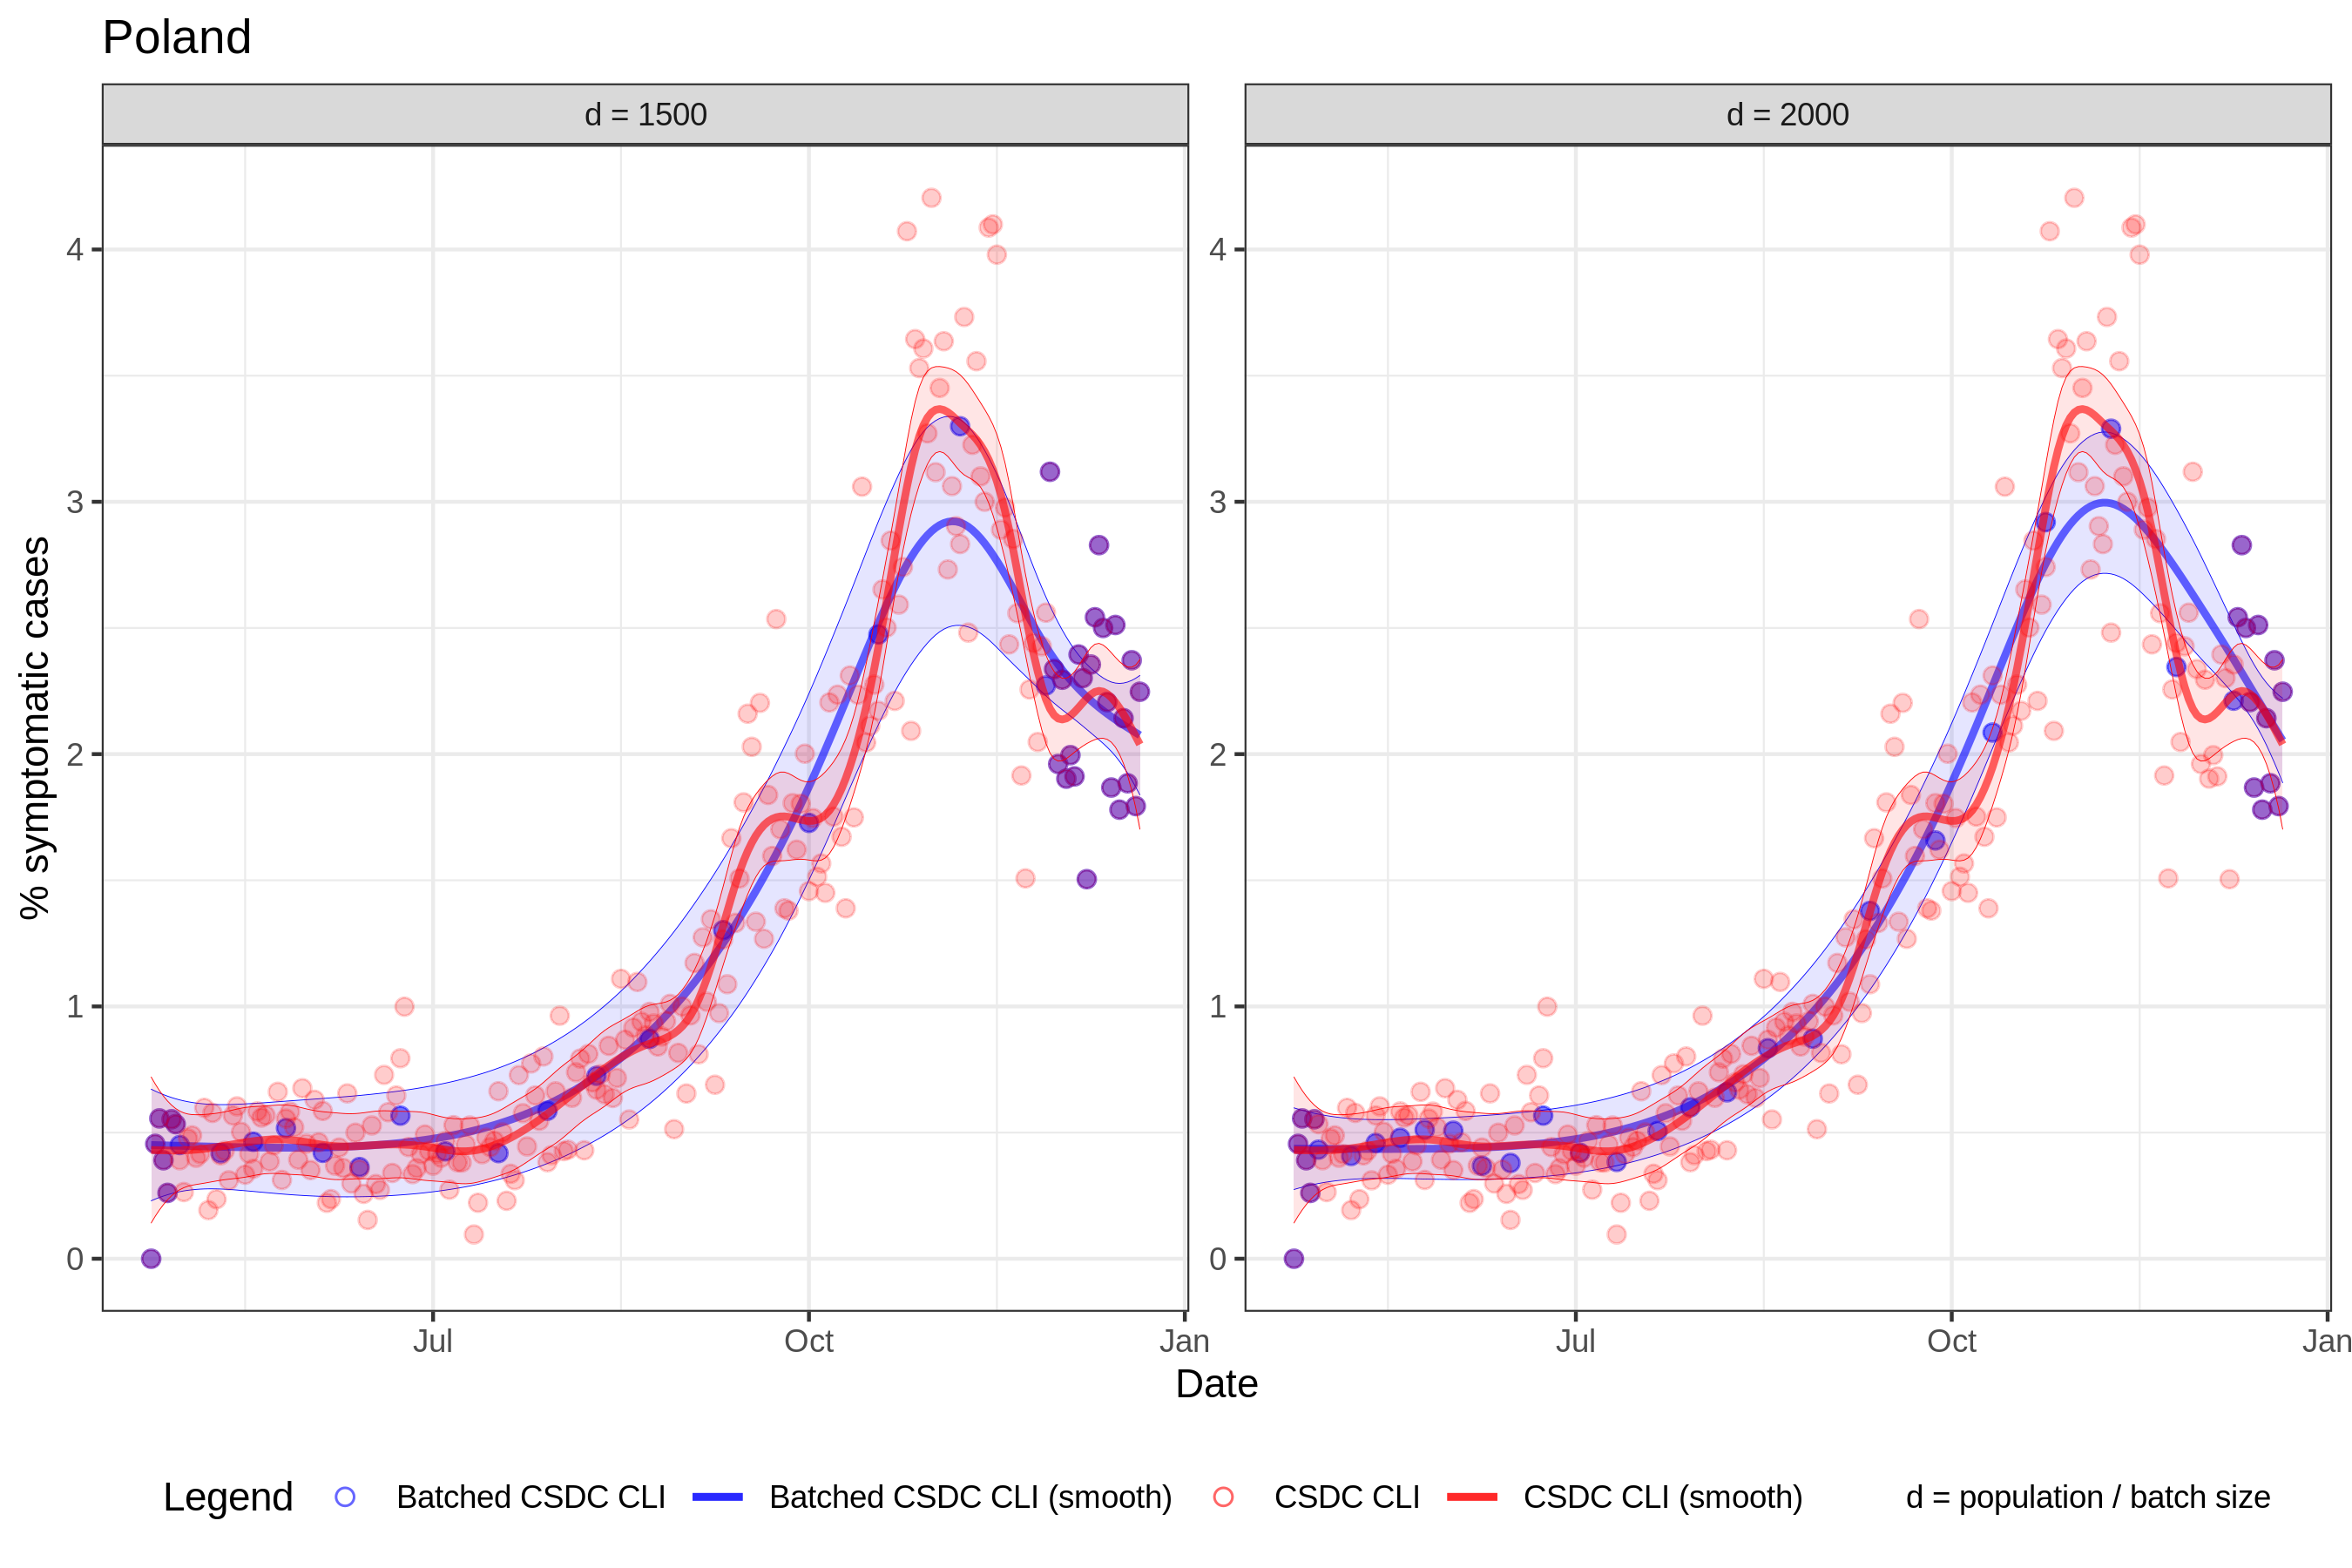 Poland
d = 1500
d = 2000
% symptomatic cases
4
3
2
1
0
4
3
2
1
0
Jul
Oct
Jan
Jul
Oct
Jan
Date
Legend Batched CSDC CLI Batched CSDC CLI (smooth) CSDC CLI CSDC CLI (smooth) d = population / batch size